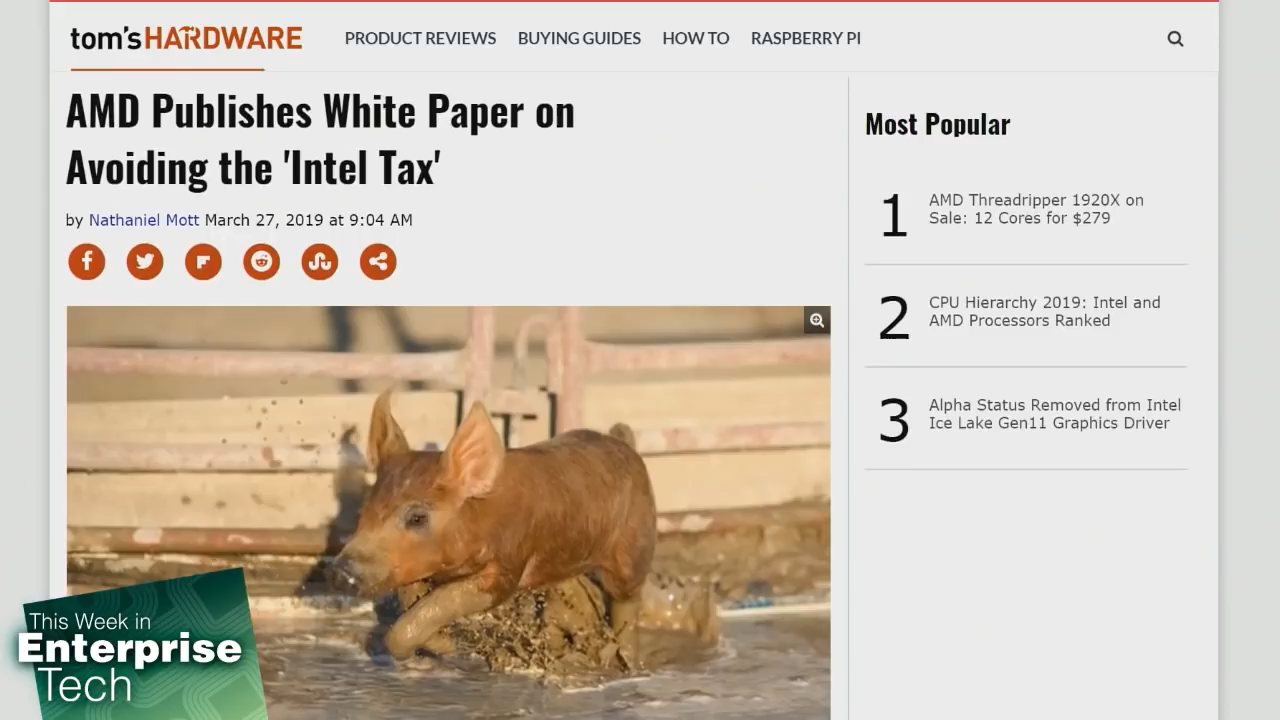 tom's HARDWARE
PRODUCT REVIEWS BUYING GUIDES HOW TO RASPBERRY PI
AMD Publishes White Paper on
Avoiding the 'Intel Tax'
by Nathaniel Mott March 27, 2019 at 9:04 AM
Most Popular
1
AMD Threadripper 1920X on
Sale: 12 Cores for $279
2
CPU Hierarchy 2019: Intel and
AMD Processors Ranked
3
Alpha Status Removed from Intel
Ice Lake Gen11 Graphics Driver
This Week in
Enterprise
Tech